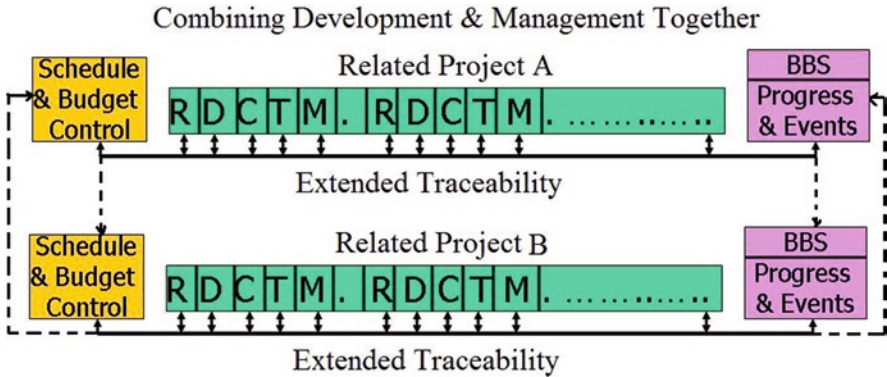 Combining Development & Management Together
Schedule
& Budget
Control
Related Project A
R D C T M . R D C T M . ... ... .. ... ..
BBS
Progress
& Events
Extended Traceability
Schedule
& Budget
Control
Related Project B
R D C T M . R D C T M . ... ... .. ... ..
BBS
Progress
& Events
Extended Traceability